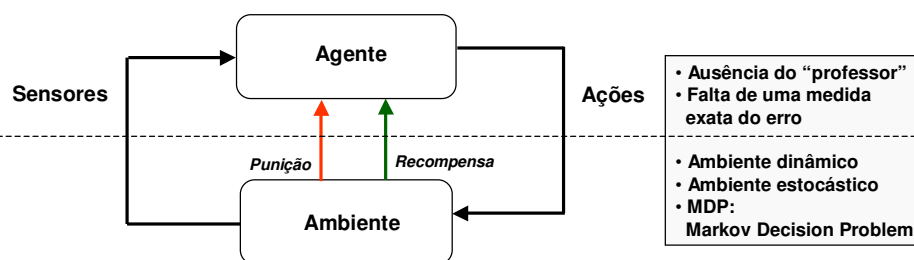 Agente
Sensores
Ações
• Ausência do “professor”
• Falta de uma medida
exata do erro
Punição
Recompensa
Ambiente
• Ambiente dinâmico
• Ambiente estocástico
• MDP:
Markov Decision Problem